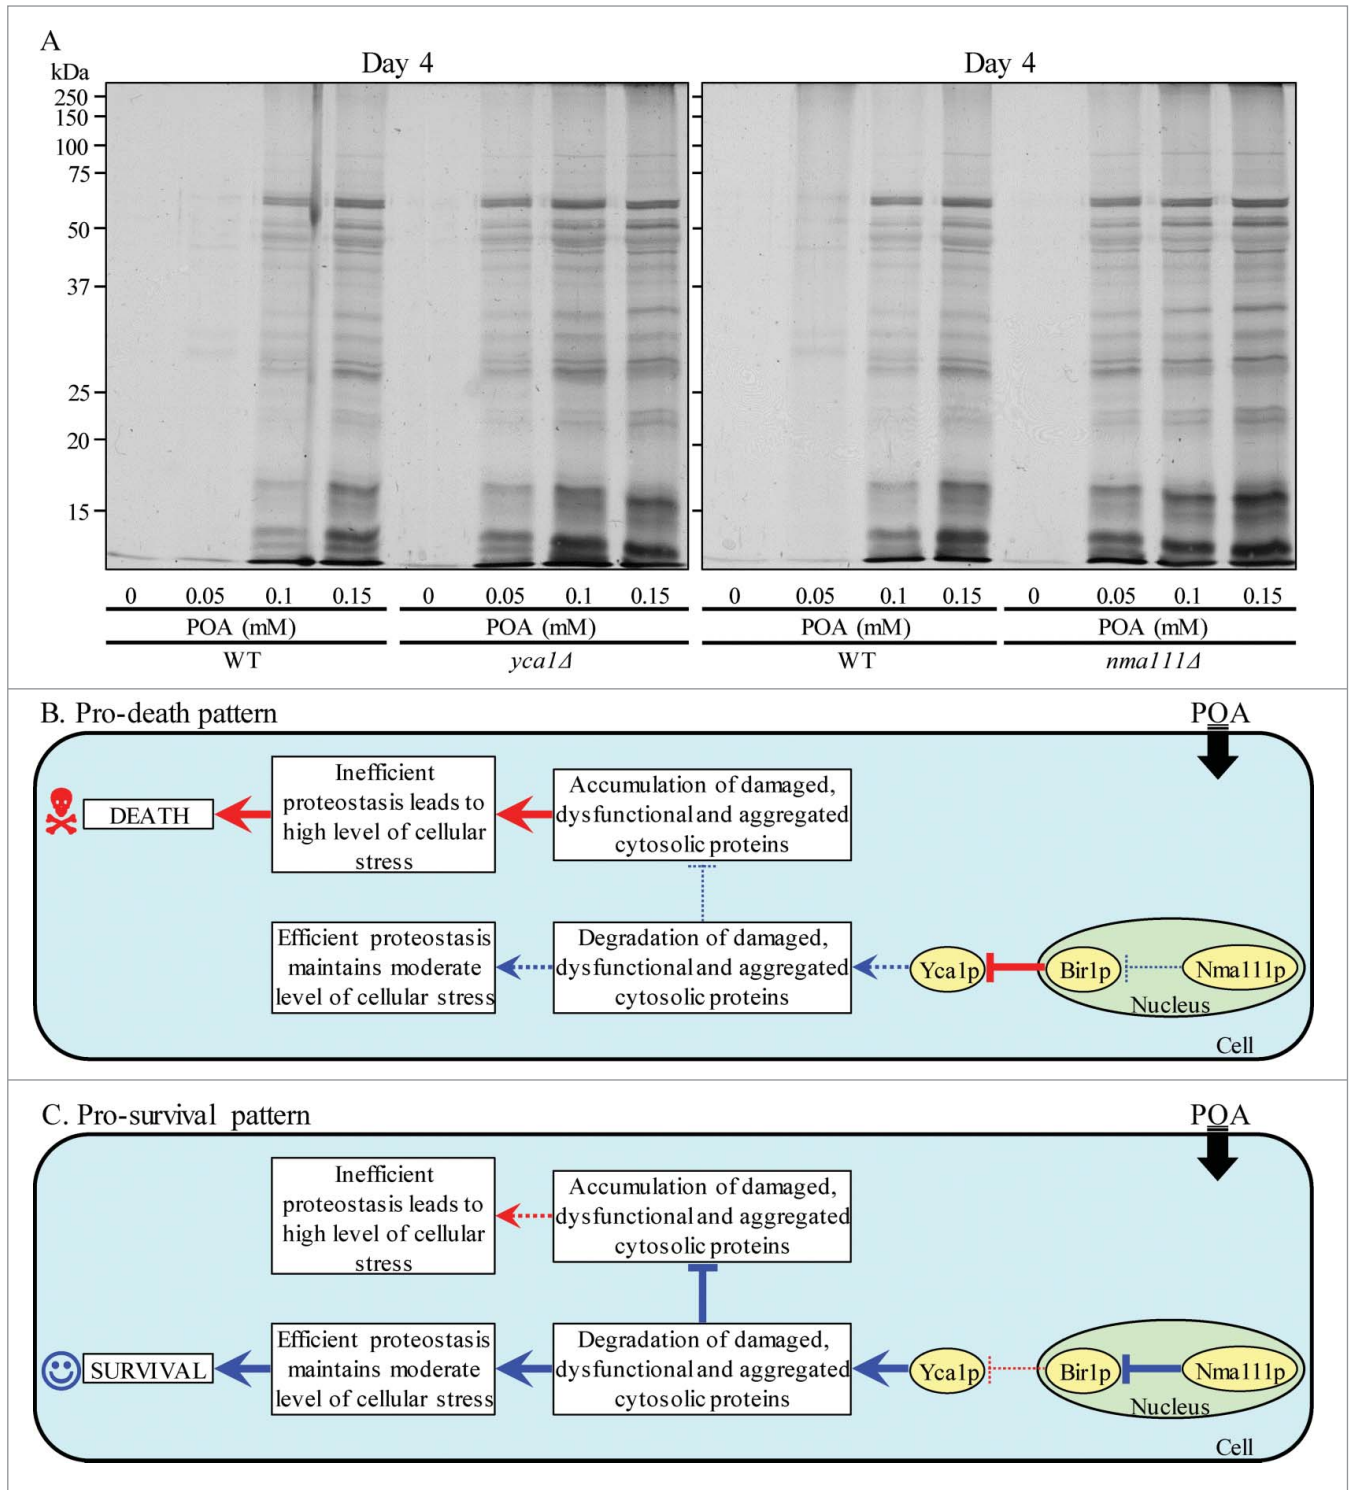 A
kDa
Day 4
Day 4
250
150
100
75
50
37
25
20
15
0 0.05 0.1 0.15 0 0.05 0.1 0.15 0 0.05 0.1 0.15 0 0.05 0.1 0.15
POA (mM) POA (mM) POA (mM) POA (mM)
WT yca1Δ WT nma111Δ
B. Pro-death pattern
POA
DEATH
Inefficient
proteostasis leads to
high level of cellular
stress
Accumulation of damaged,
dysfunctional and aggregated
cytosolic proteins
Efficient proteostasis
maintains moderate
level of cellular stress
Degradation of damaged,
dysfunctional and aggregated
cytosolic proteins
Yca1p
Bir1p
Nma111p
Nucleus
Cell
C. Pro-survival pattern
POA
Inefficient
proteostasis leads to
high level of cellular
stress
Accumulation of damaged,
dysfunctional and aggregated
cytosolic proteins
SURVIVAL
Efficient proteostasis
maintains moderate
level of cellular stress
Degradation of damaged,
dysfunctional and aggregated
cytosolic proteins
Yca1p
Bir1p
Nma111p
Nucleus
Cell